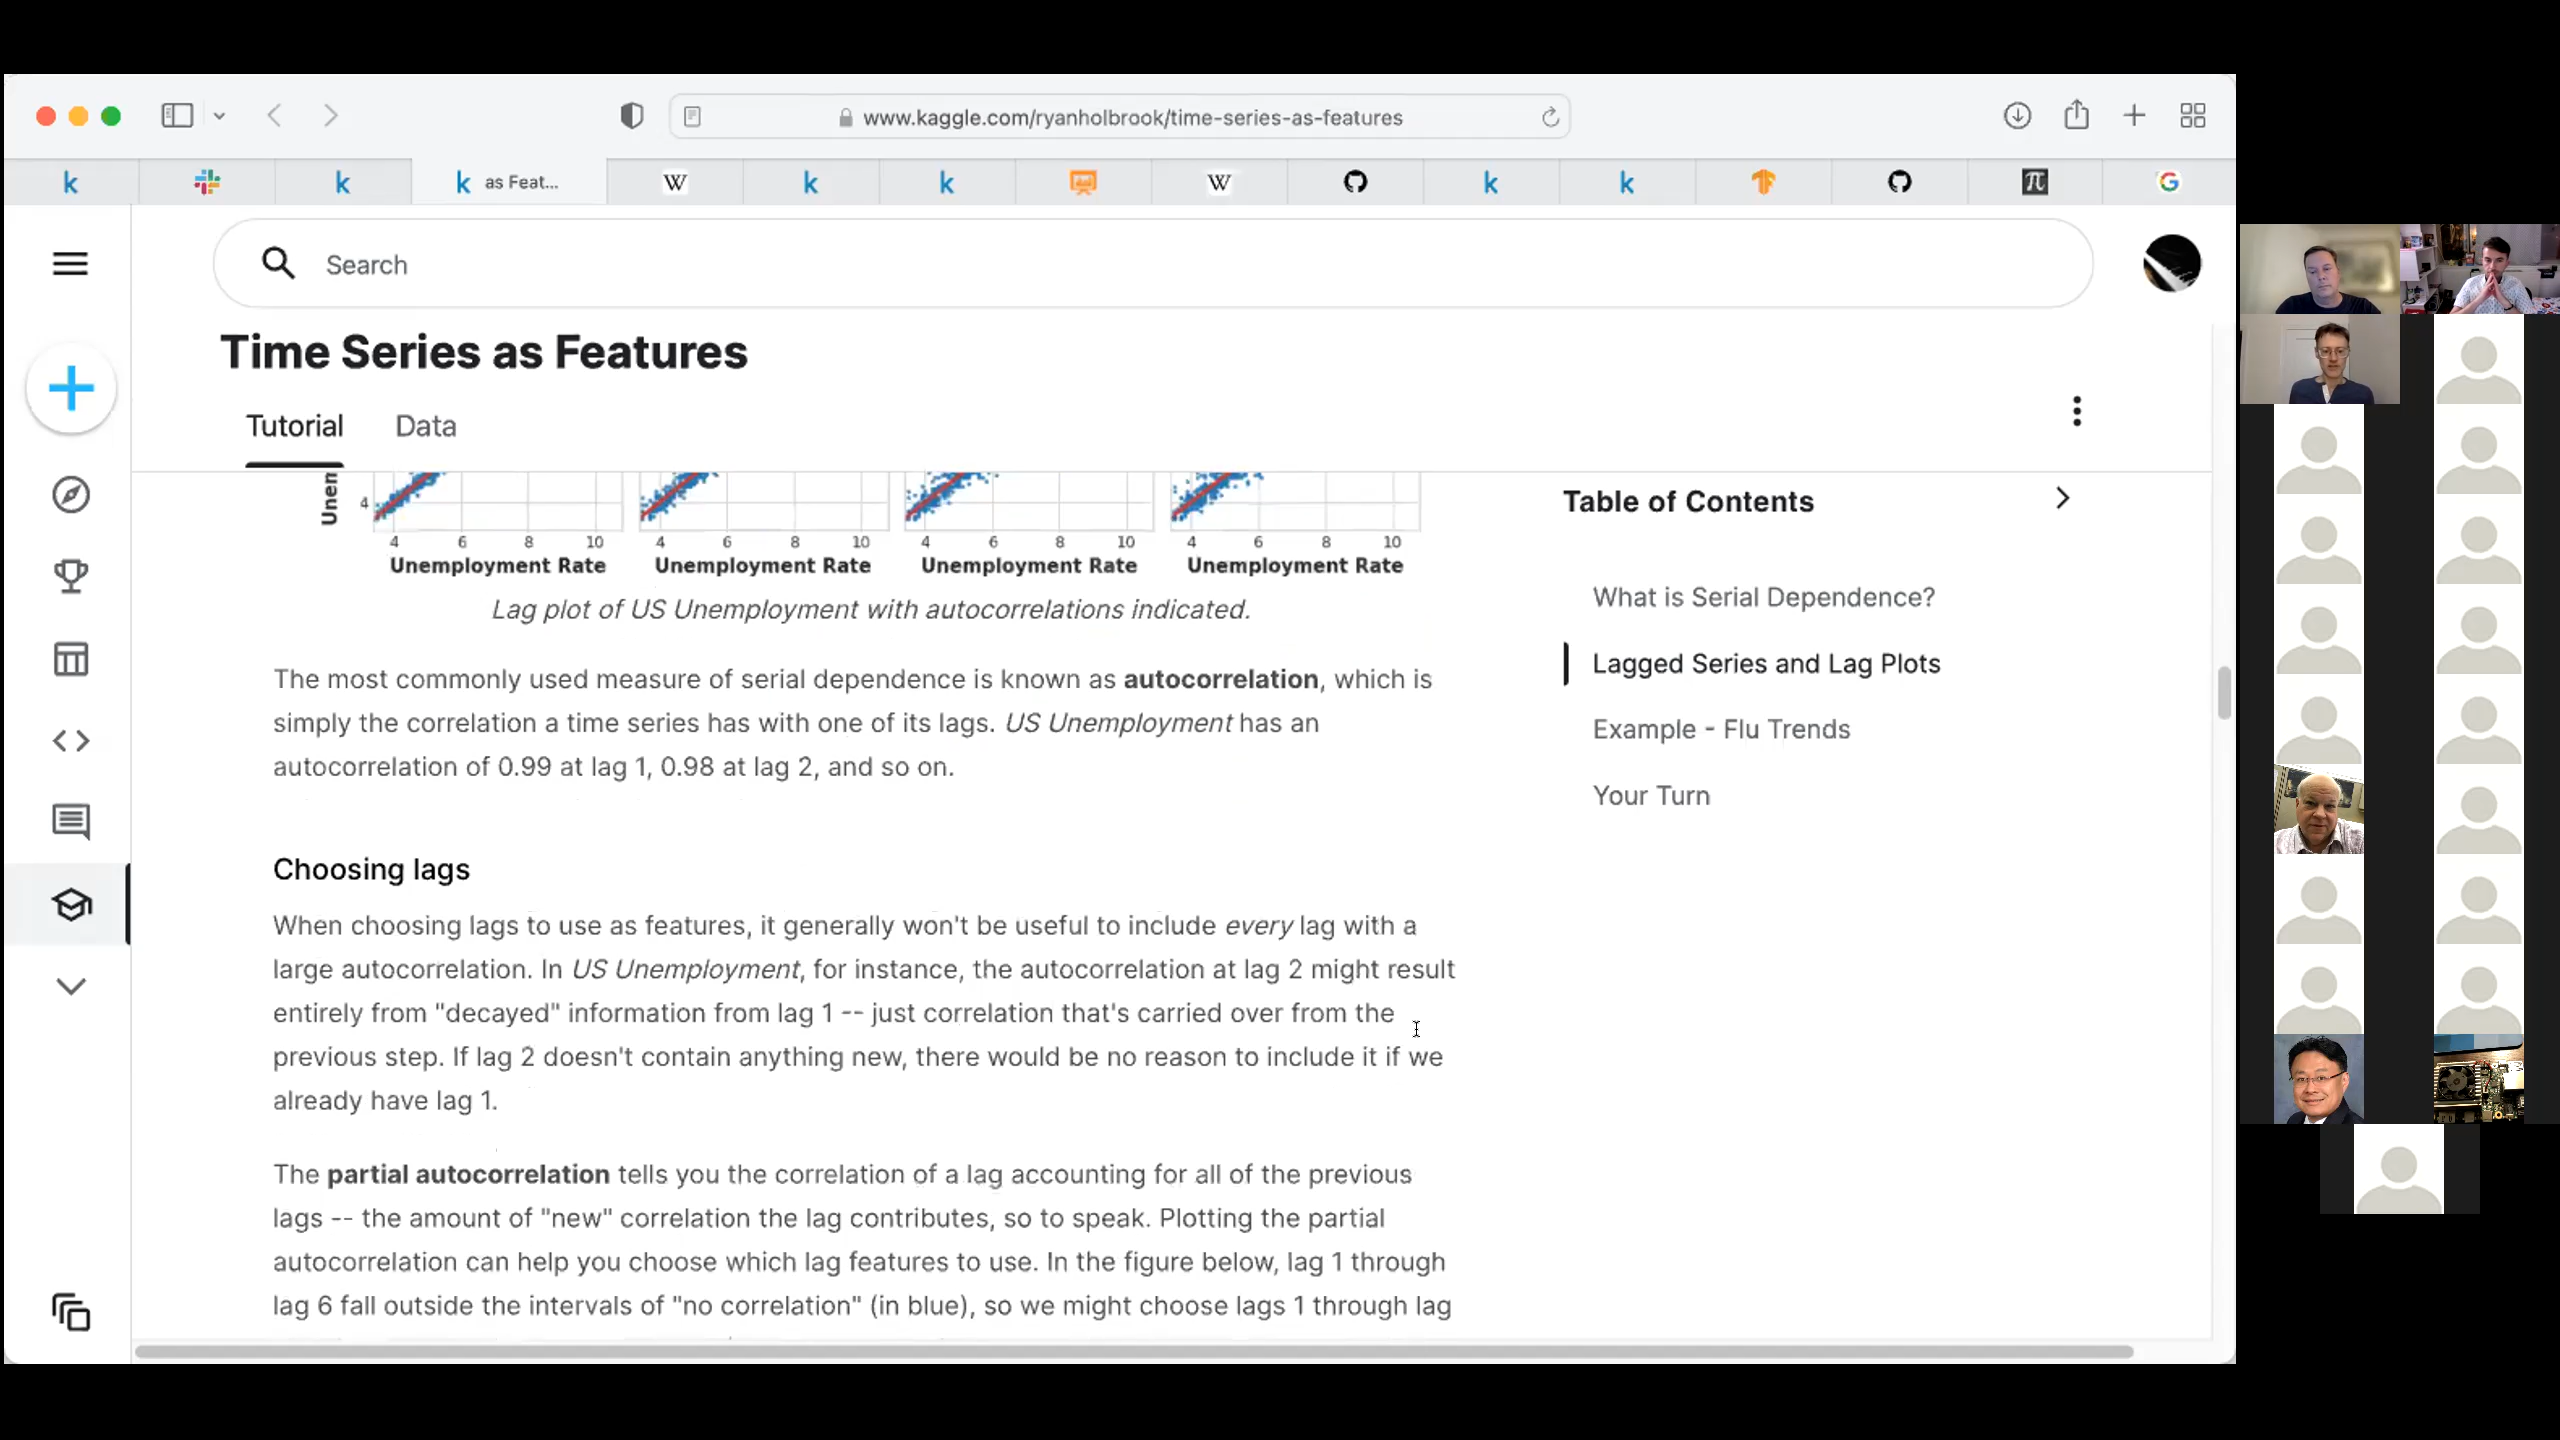 www.kaggle.com/ryanholbrook/time-series-as-features
k
k
k as Feat...
W
k
k
W
k
k
π
G
Search
Time Series as Features
Tutorial Data
Unem
4
4 6 8 10 4 6 8 10 4 6 8 10 4 6 8 10
Unemployment Rate Unemployment Rate Unemployment Rate Unemployment Rate
Lag plot of US Unemployment with autocorrelations indicated.
The most commonly used measure of serial dependence is known as autocorrelation, which is
simply the correlation a time series has with one of its lags. US Unemployment has an
autocorrelation of 0.99 at lag 1, 0.98 at lag 2, and so on.
Choosing lags
When choosing lags to use as features, it generally won't be useful to include every lag with a
large autocorrelation. In US Unemployment, for instance, the autocorrelation at lag 2 might result
entirely from "decayed" information from lag 1 -- just correlation that's carried over from the
previous step. If lag 2 doesn't contain anything new, there would be no reason to include it if we
already have lag 1.
The partial autocorrelation tells you the correlation of a lag accounting for all of the previous
lags -- the amount of "new" correlation the lag contributes, so to speak. Plotting the partial
autocorrelation can help you choose which lag features to use. In the figure below, lag 1 through
lag 6 fall outside the intervals of "no correlation" (in blue), so we might choose lags 1 through lag
Table of Contents
What is Serial Dependence?
Lagged Series and Lag Plots
Example - Flu Trends
Your Turn